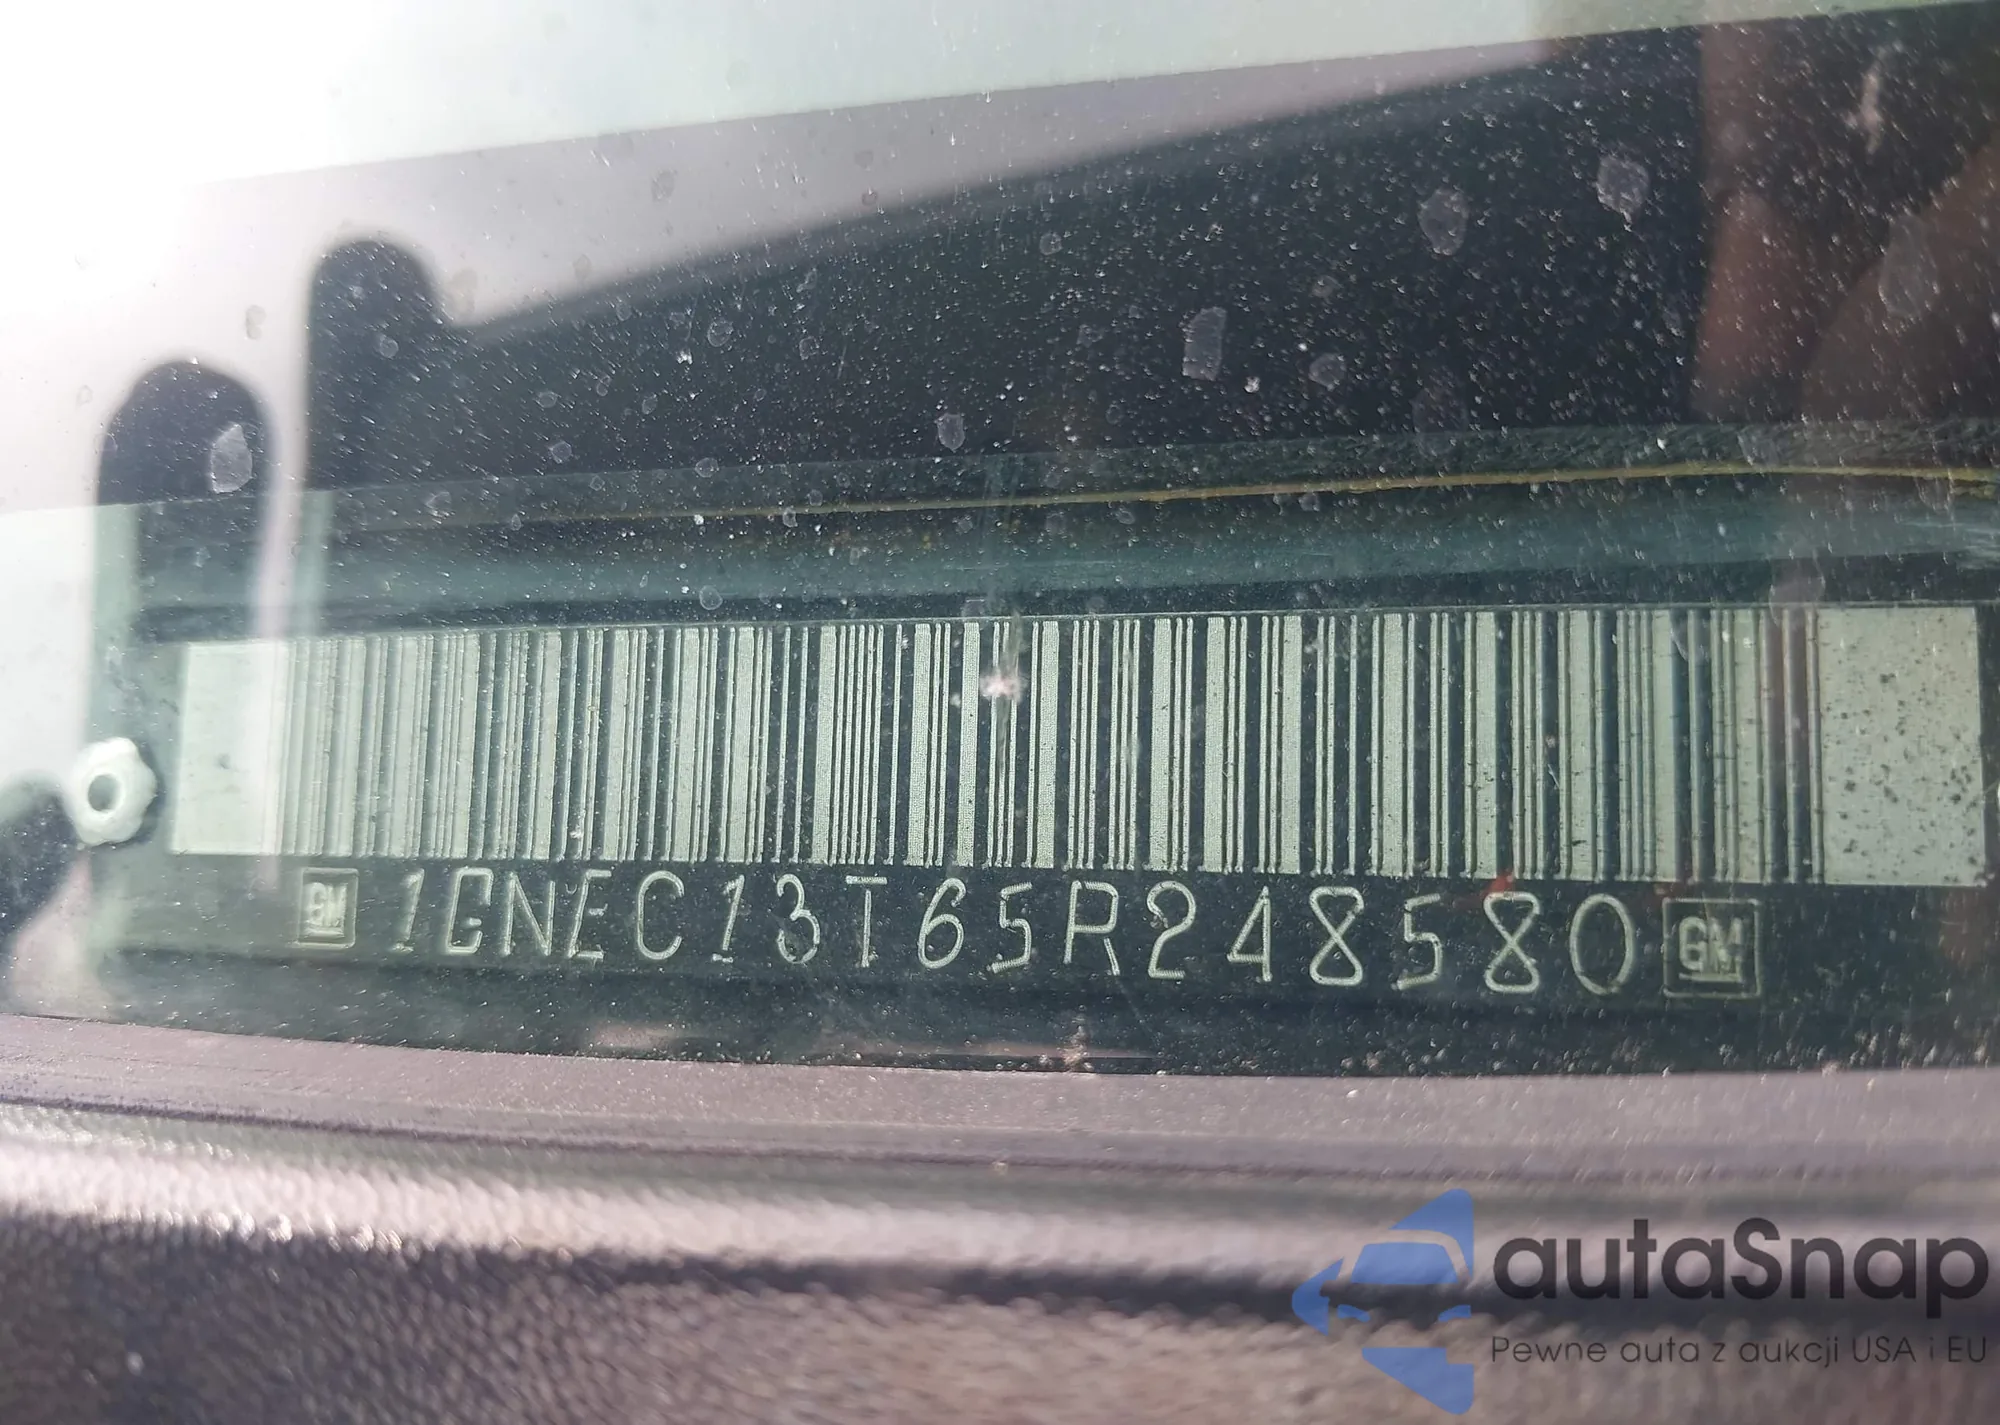 GM 1GNEC13T65R248580 GM
autaSnap
Pewne auta z aukcji USA i EU